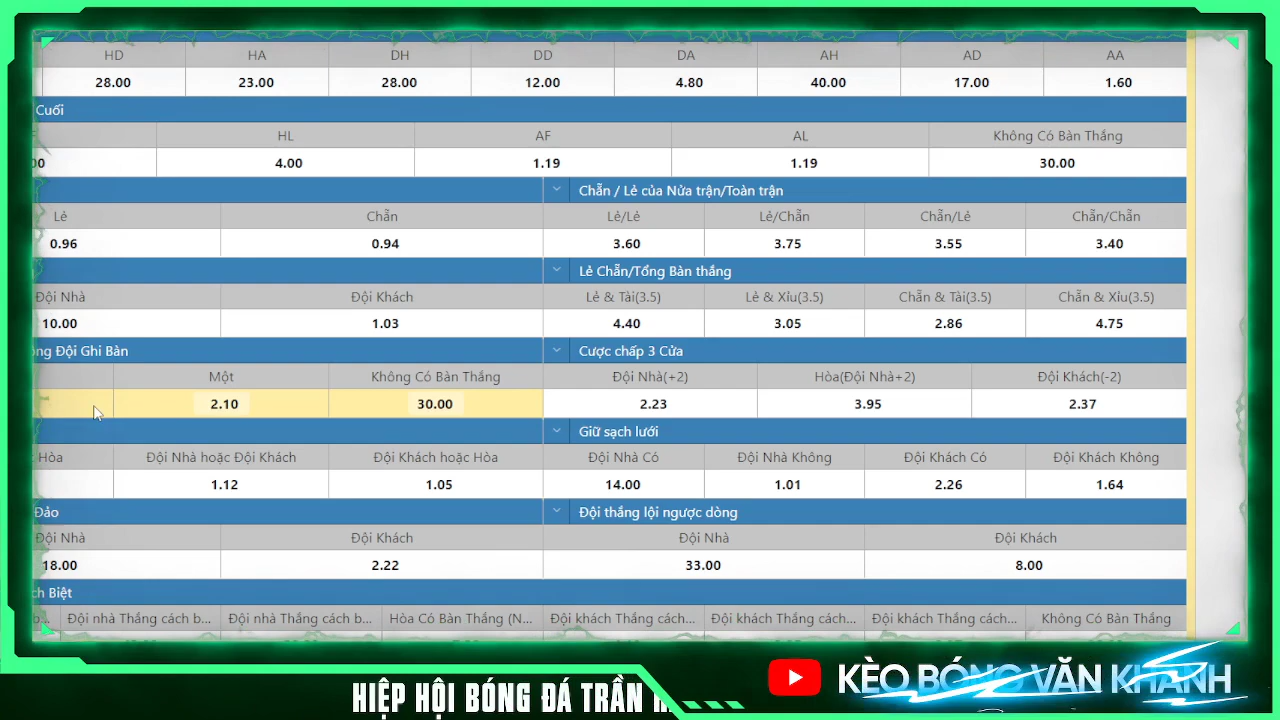 HD HA DH DD DA AH AD AA
28.00 23.00 28.00 12.00 4.80 40.00 17.00 1.60
Cuối
HL AF AL Không Có Bàn Thắng
4.00 1.19 1.19 30.00
Chẵn / Lẻ của Nửa trận/Toàn trận
Lẻ Chẵn Lẻ/Lẻ Lẻ/Chẵn Chẵn/Lẻ Chẵn/Chẵn
0.96 0.94 3.60 3.75 3.55 3.40
Lẻ Chẵn/Tổng Bàn thắng
Đội Nhà Đội Khách Lẻ & Tài(3.5) Lẻ & Xỉu(3.5) Chẵn & Tài(3.5) Chẵn & Xỉu(3.5)
10.00 1.03 4.40 3.05 2.86 4.75
Đội Ghi Bàn Cược chấp 3 Cửa
Một Không Có Bàn Thắng Đội Nhà(+2) Hòa(Đội Nhà+2) Đội Khách(-2)
2.10 30.00 2.23 3.95 2.37
Giữ sạch lưới
Hòa Đội Nhà hoặc Đội Khách Đội Khách hoặc Hòa Đội Nhà Có Đội Nhà Không Đội Khách Có Đội Khách Không
1.12 1.05 14.00 1.01 2.26 1.64
Đảo Đội thắng lội ngược dòng
Đội Nhà Đội Khách Đội Nhà Đội Khách
18.00 2.22 33.00 8.00
Biệt
Đội nhà Thắng cách b... Đội nhà Thắng cách b... Hòa Có Bàn Thắng (N... Đội khách Thắng cách... Đội khách Thắng cách... Đội khách Thắng cách... Không Có Bàn Thắng
KÈO BÓNG VĂN KHÁNH
HIỆP HỘI BÓNG ĐÁ TRẦN